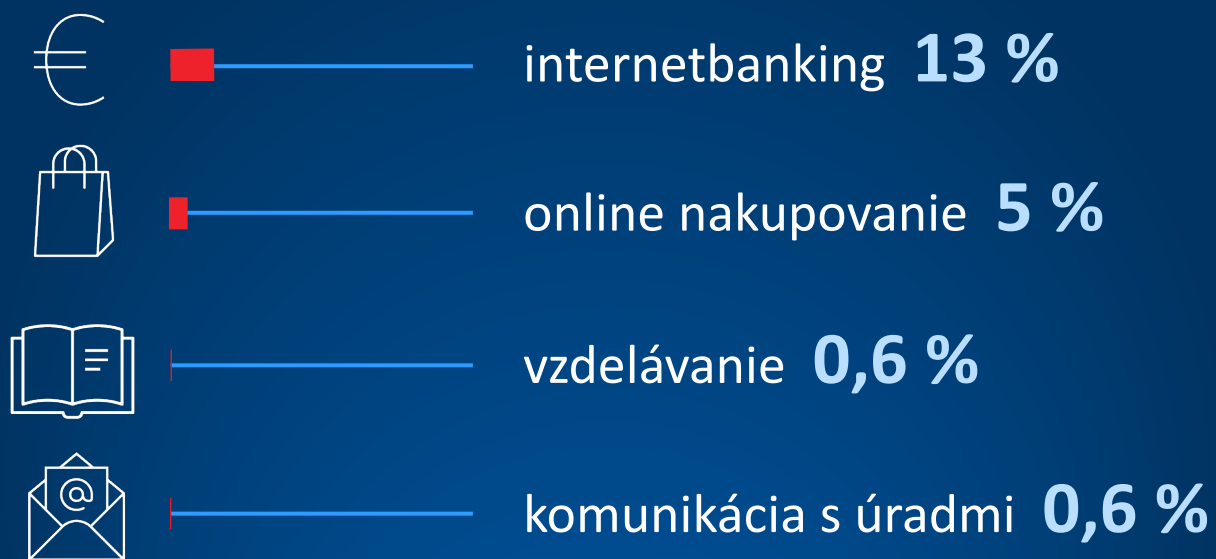 internetbanking 13 %
online nakupovanie 5 %
vzdelávanie 0,6 %
komunikácia s úradmi 0,6 %